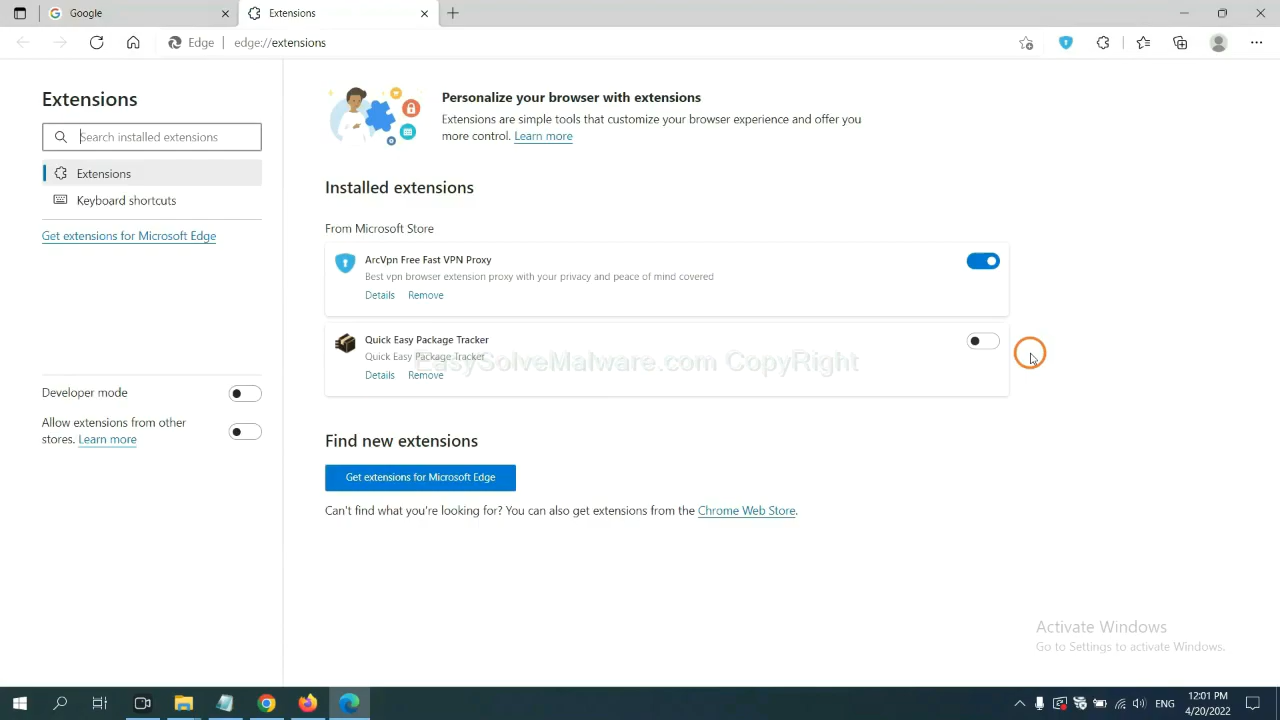 Google
Extensions
Edge
edge://extensions
Extensions
Search installed extensions
Extensions
Keyboard shortcuts
Get extensions for Microsoft Edge
Developer mode
Allow extensions from other
stores. Learn more
Personalize your browser with extensions
Extensions are simple tools that customize your browser experience and offer you
more control. Learn more
Installed extensions
From Microsoft Store
ArcVpn Free Fast VPN Proxy
Best vpn browser extension proxy with your privacy and peace of mind covered
Details Remove
Quick Easy Package Tracker
Quick Easy Package Tracker
EasySolveMalware.com CopyRight
Details Remove
Find new extensions
Get extensions for Microsoft Edge
Can't find what you're looking for? You can also get extensions from the Chrome Web Store.
Activate Windows
Go to Settings to activate Windows.
ENG
12:01 PM
4/20/2022